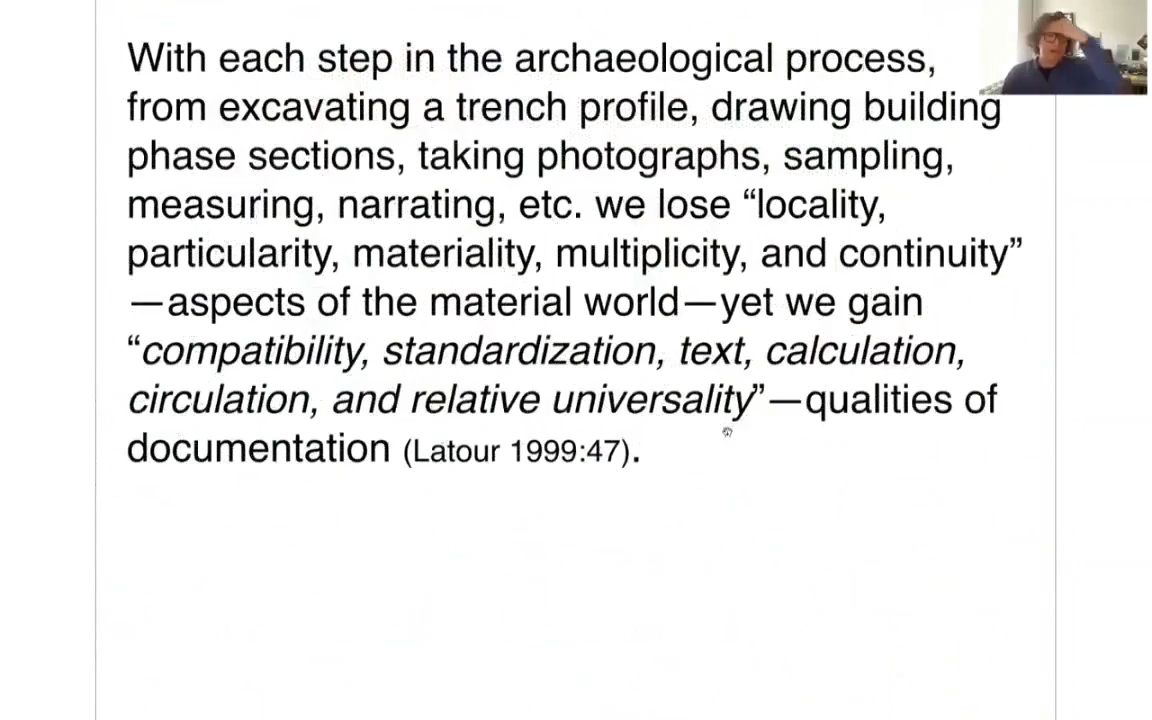 With each step in the archaeological process,
from excavating a trench profile, drawing building
phase sections, taking photographs, sampling,
measuring, narrating, etc. we lose “locality,
particularity, materiality, multiplicity, and continuity”
—aspects of the material world—yet we gain
“compatibility, standardization, text, calculation,
circulation, and relative universality”—qualities of
documentation (Latour 1999:47).